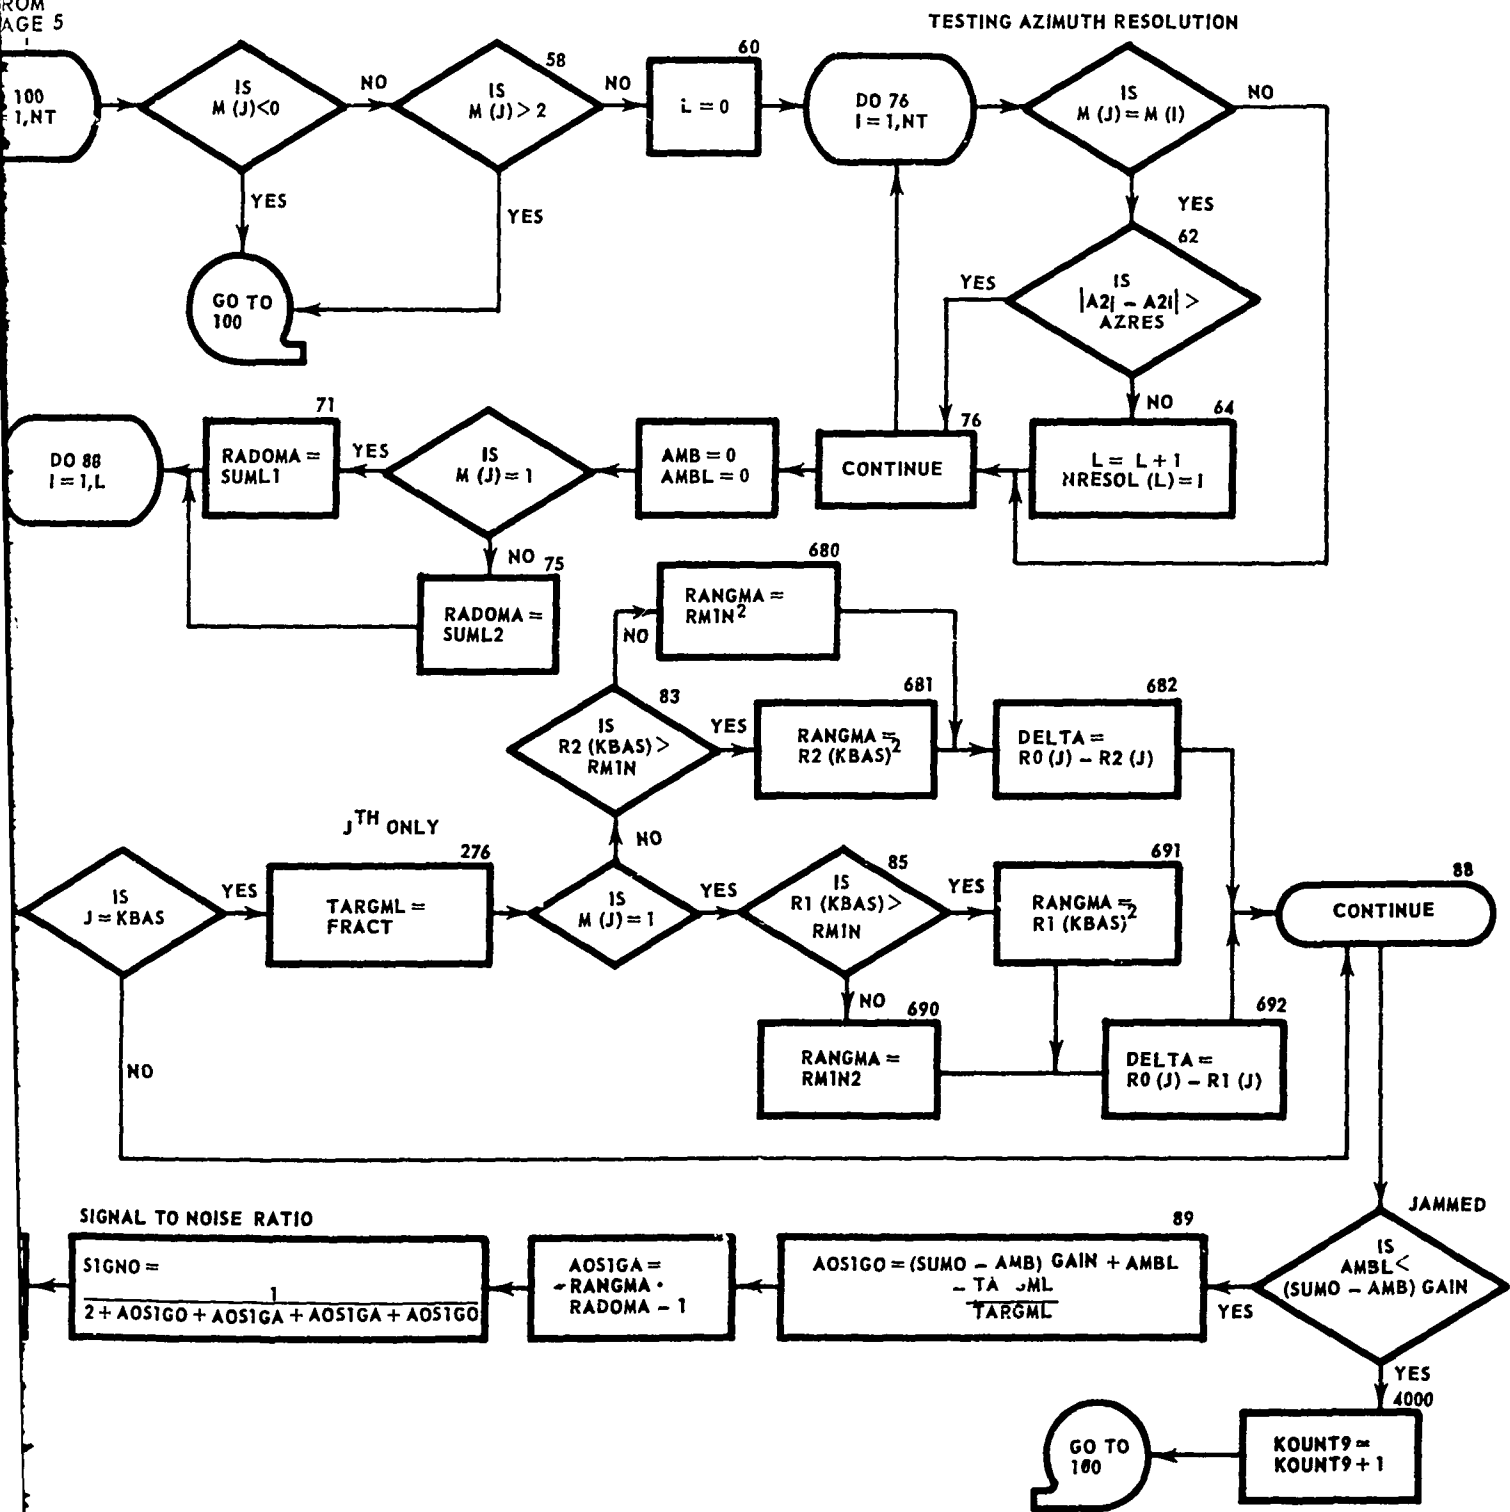 ROM
AGE 5
TESTING AZIMUTH RESOLUTION
100
= 1,NT
IS
M (J)<0
NO
YES
58
IS
M (J) > 2
NO
YES
GO TO
100
60
L = 0
DO 76
I = 1,NT
IS
M (J) = M (I)
NO
YES
62
IS
|A2j - A2i| >
AZRES
YES
NO
64
L = L + 1
NRESOL (L) = I
76
CONTINUE
AMB = 0
AMBL = 0
IS
M (J) = 1
YES
NO
71
RADOMA =
SUML1
75
RADOMA =
SUML2
DO 88
I = 1,L
680
RANGMA =
RMIN²
NO
83
IS
R2 (KBAS) >
RMIN
YES
681
RANGMA =
R2 (KBAS)²
682
DELTA =
R0 (J) - R2 (J)
JTH ONLY
IS
J = KBAS
YES
NO
276
TARGML =
FRACT
NO
IS
M (J) = 1
YES
85
IS
R1 (KBAS) >
RMIN
YES
NO
691
RANGMA =
R1 (KBAS)²
88
CONTINUE
690
RANGMA =
RMIN2
692
DELTA =
R0 (J) - R1 (J)
SIGNAL TO NOISE RATIO
SIGNO =
1
2 + AOSIGO + AOSIGA + AOSIGA + AOSIGO
AOSIGA =
- RANGMA ·
RADOMA - 1
89
AOSIGO = (SUMO - AMB) GAIN + AMBL
- TA GML
TARGML
JAMMED
IS
AMBL <
(SUMO - AMB) GAIN
YES
YES
4000
KOUNT9 =
KOUNT9 + 1
GO TO
100